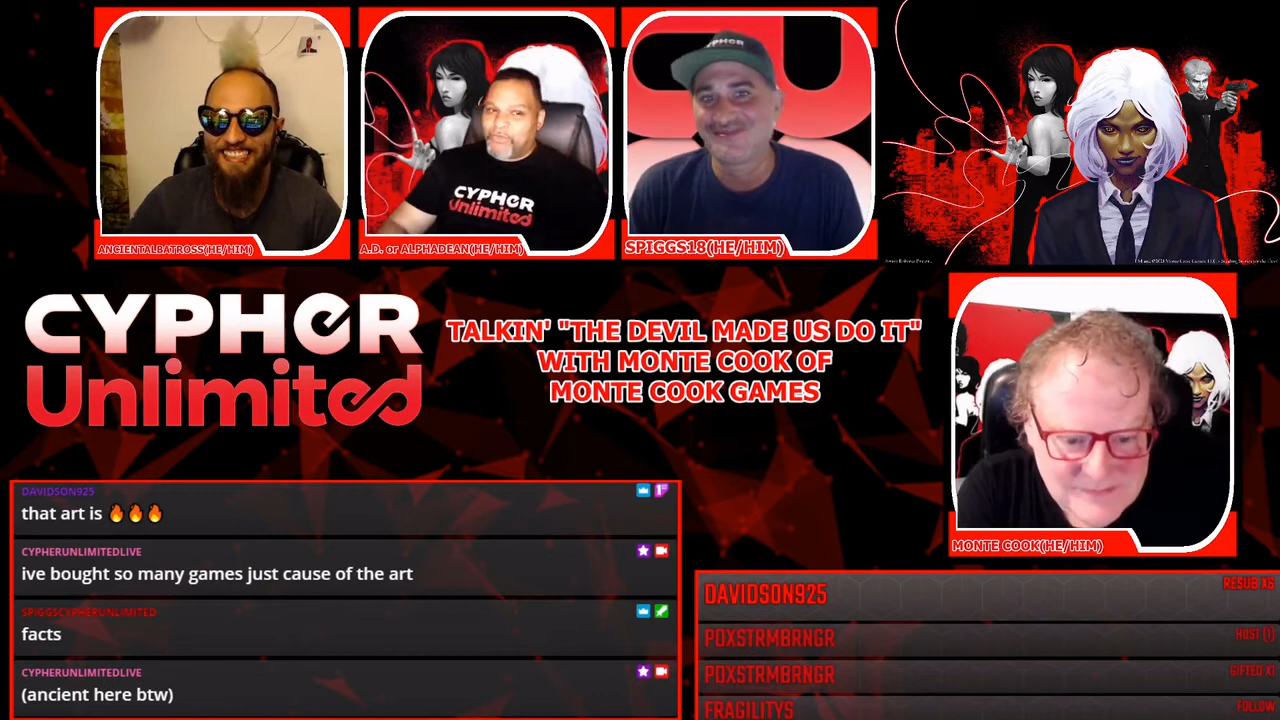 CYPHER
CYPHER
Unlimited
ANCIENTALBATROSS(HE/HIM)
A.D. or ALPHADEAN(HE/HIM)
SPIGGS18(HE/HIM)
CYPHER
Unlimited
TALKIN' "THE DEVIL MADE US DO IT"
WITH MONTE COOK OF
MONTE COOK GAMES
MONTE COOK(HE/HIM)
DAVIDSON925
that art is 🔥🔥🔥
CYPHERUNLIMITEDLIVE
ive bought so many games just cause of the art
SPIGGSCYPHERUNLIMITED
facts
CYPHERUNLIMITEDLIVE
(ancient here btw)
DAVIDSON925 RESUB X6
PDXSTRMBRNGR HOST (1)
PDXSTRMBRNGR GIFTED X1
FRAGILITYS FOLLOW